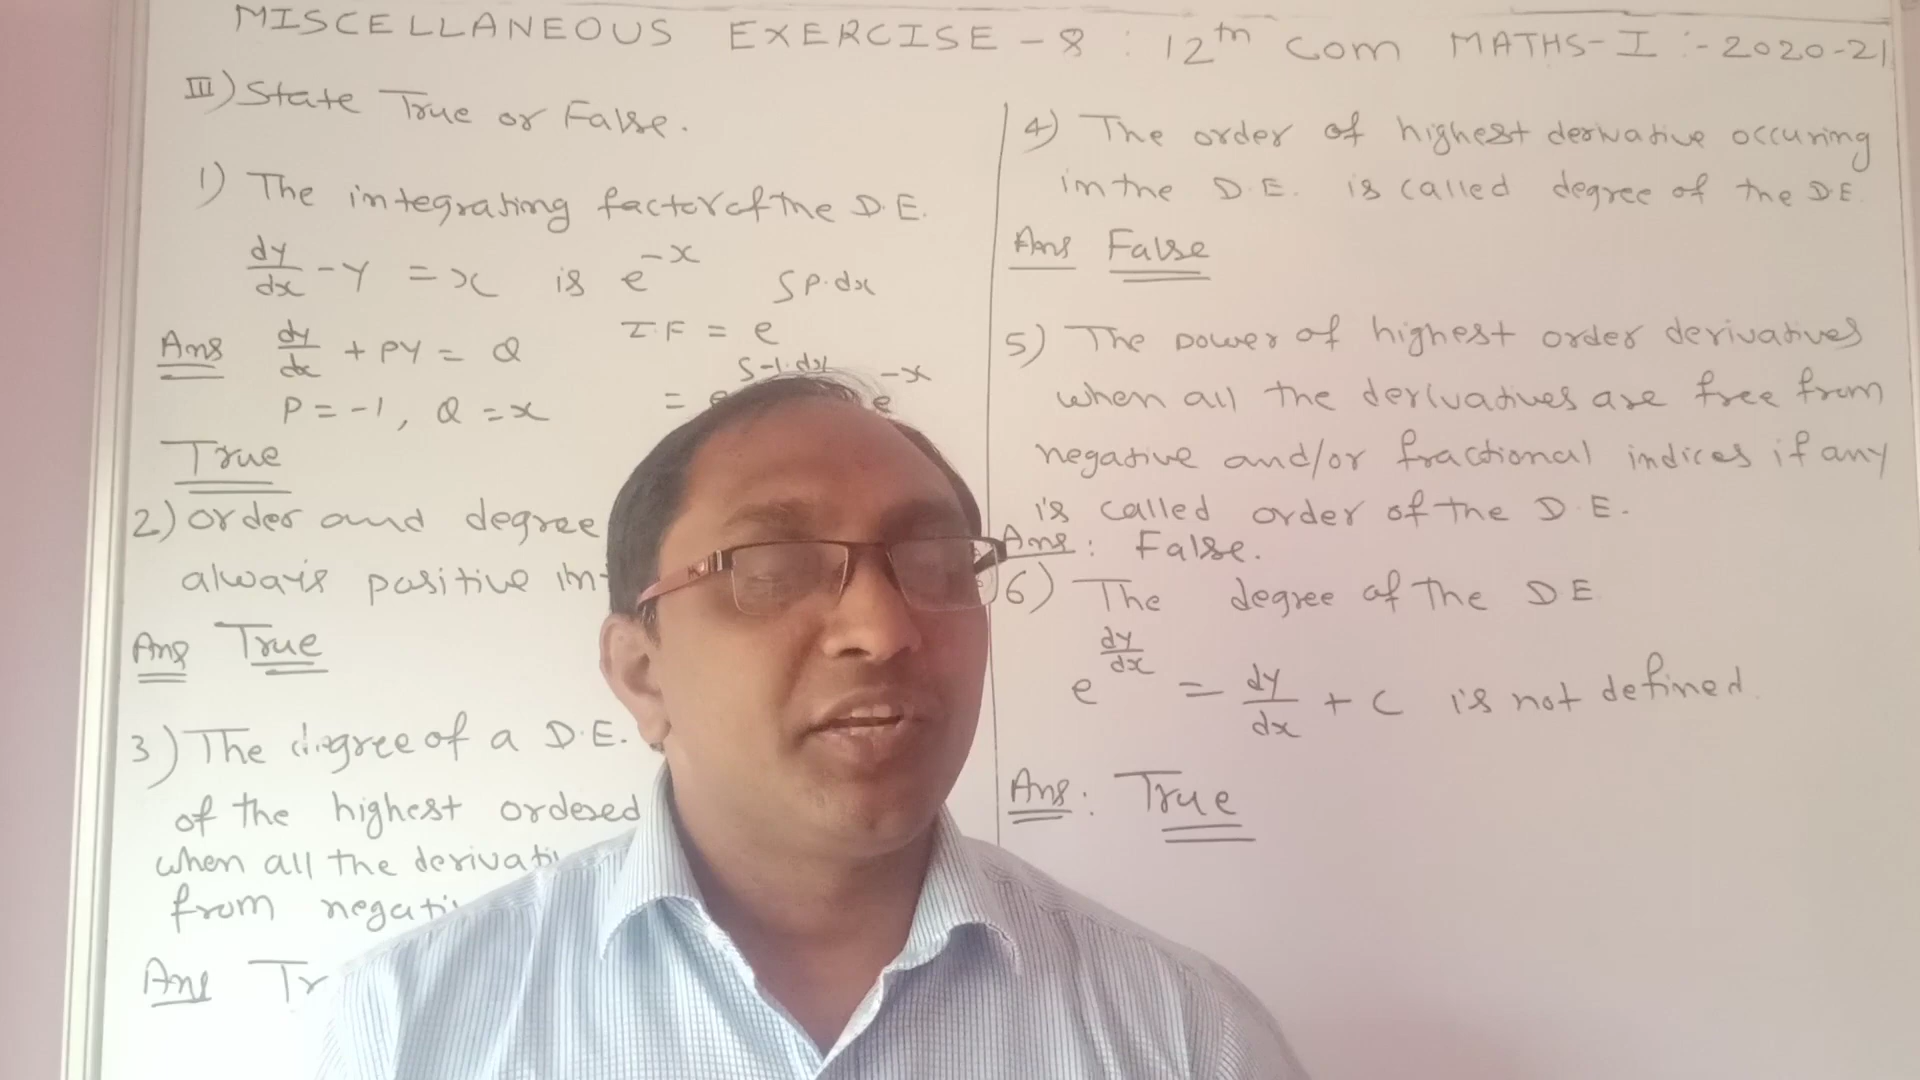 MISCELLANEOUS EXERCISE - 8 : 12th COM MATHS-I :- 2020-21
III) State True or False.
1) The integrating factor of the D.E.
dy/dx - y = x is e^-x
Ans dy/dx + Py = Q
P = -1, Q = x
I.F = e^∫P.dx
= e^∫-1.dx e^-x
True
2) order and degree
always positive int
Ans True
3) The degree of a D.E.
of the highest ordered
when all the derivati
from negati
Ans Tr
4) The order of highest derivative occuring
in the D.E. is called degree of the D.E.
Ans False
5) The power of highest order derivatives
when all the derivatives are free from
negative and/or fractional indices if any
is called order of the D.E.
Ans : False.
6) The degree of the D E
e^dy/dx = dy/dx + c is not defined.
Ans : True